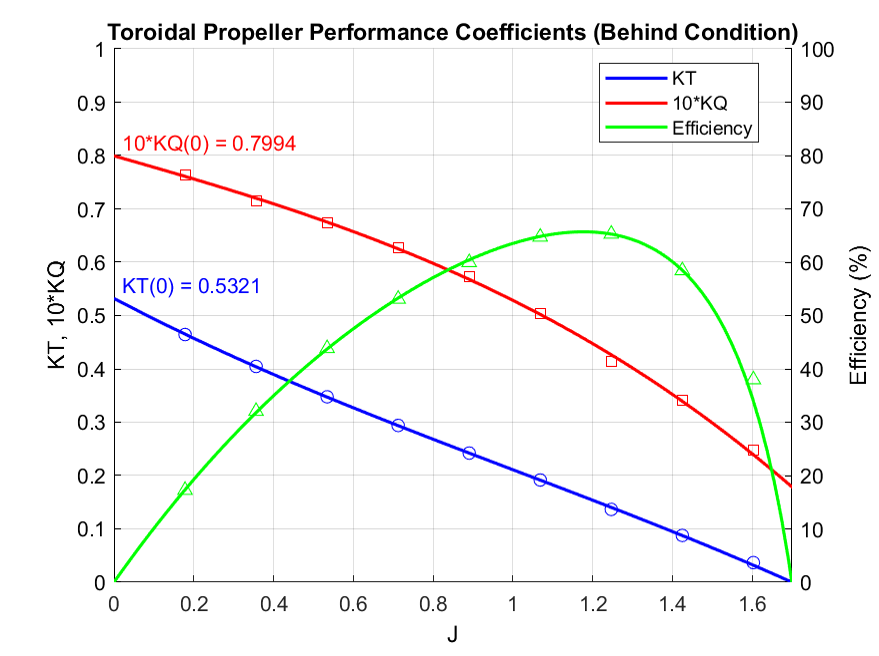 Toroidal Propeller Performance Coefficients (Behind Condition)
KT
10*KQ
Efficiency
10*KQ(0) = 0.7994
KT(0) = 0.5321
KT, 10*KQ
1
0.9
0.8
0.7
0.6
0.5
0.4
0.3
0.2
0.1
0
Efficiency (%)
100
90
80
70
60
50
40
30
20
10
0
0 0.2 0.4 0.6 0.8 1 1.2 1.4 1.6
J